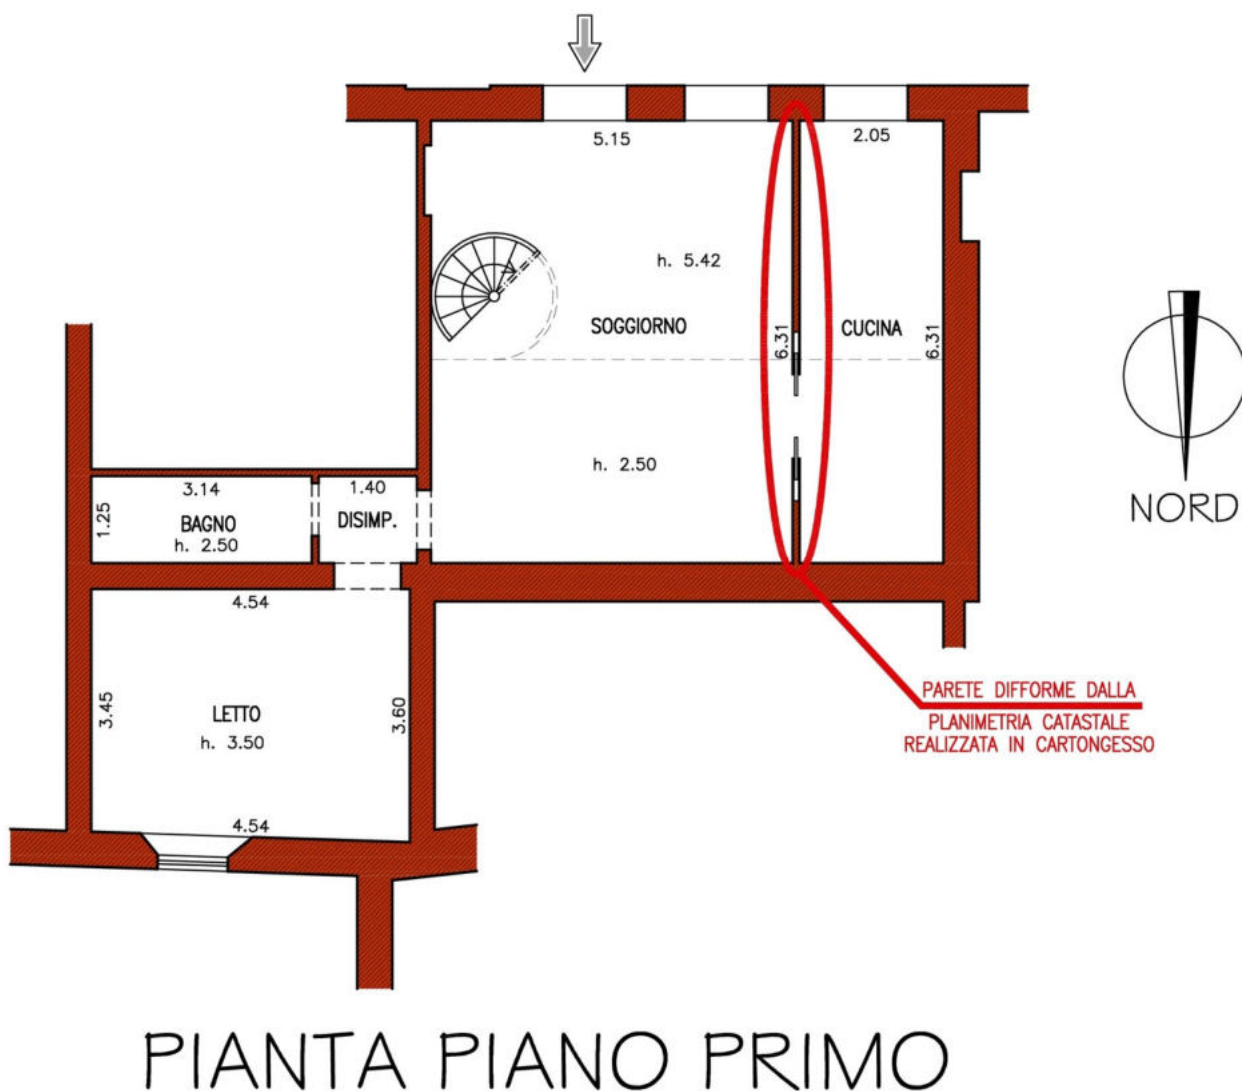 5.15
2.05
h. 5.42
SOGGIORNO
6.31
CUCINA
6.31
h. 2.50
3.14
1.40
1.25
BAGNO
h. 2.50
DISIMP.
NORD
4.54
3.45
LETTO
h. 3.50
3.60
4.54
PARETE DIFFORME DALLA
PLANIMETRIA CATASTALE
REALIZZATA IN CARTONGESSO
PIANTA PIANO PRIMO